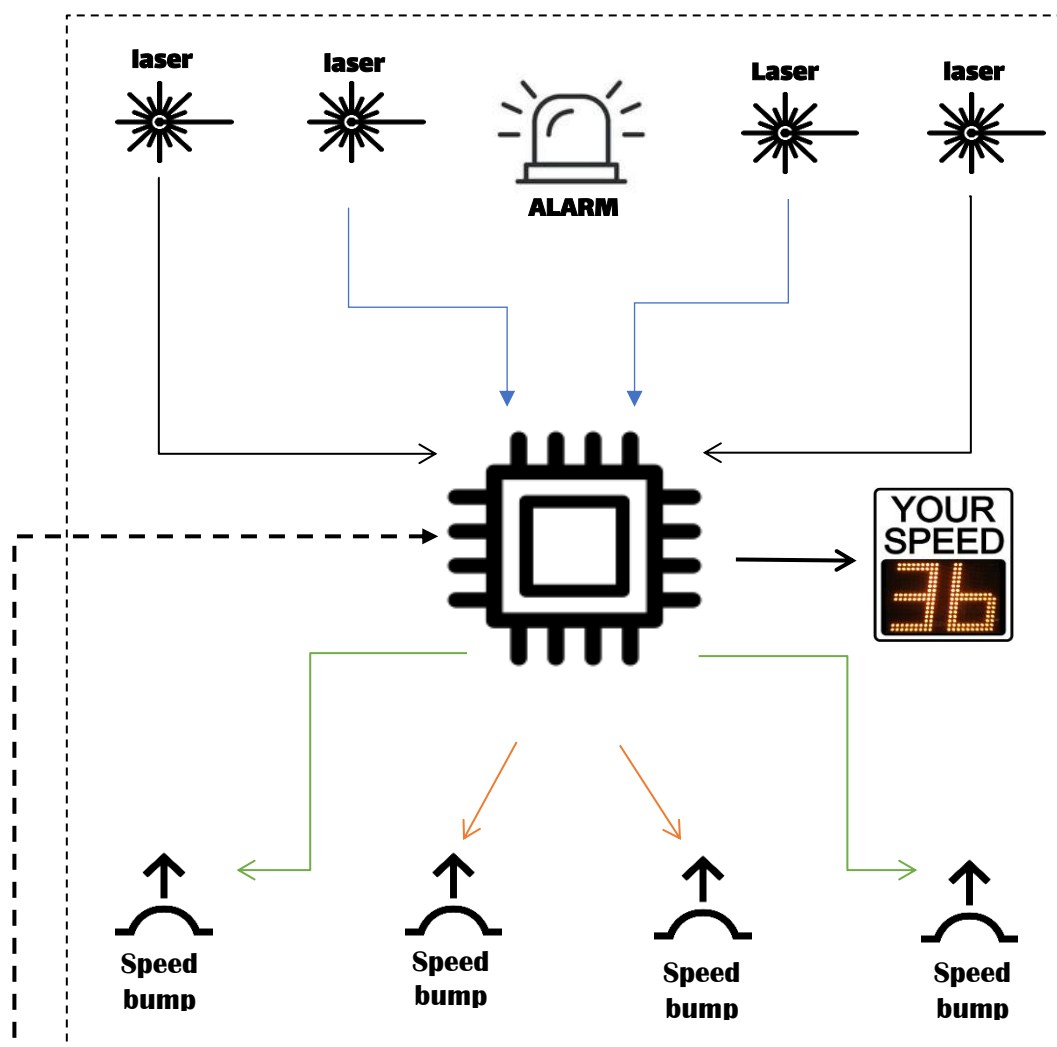 laser
laser
Laser
laser
ALARM
YOUR
SPEED
36
Speed
bump
Speed
bump
Speed
bump
Speed
bump